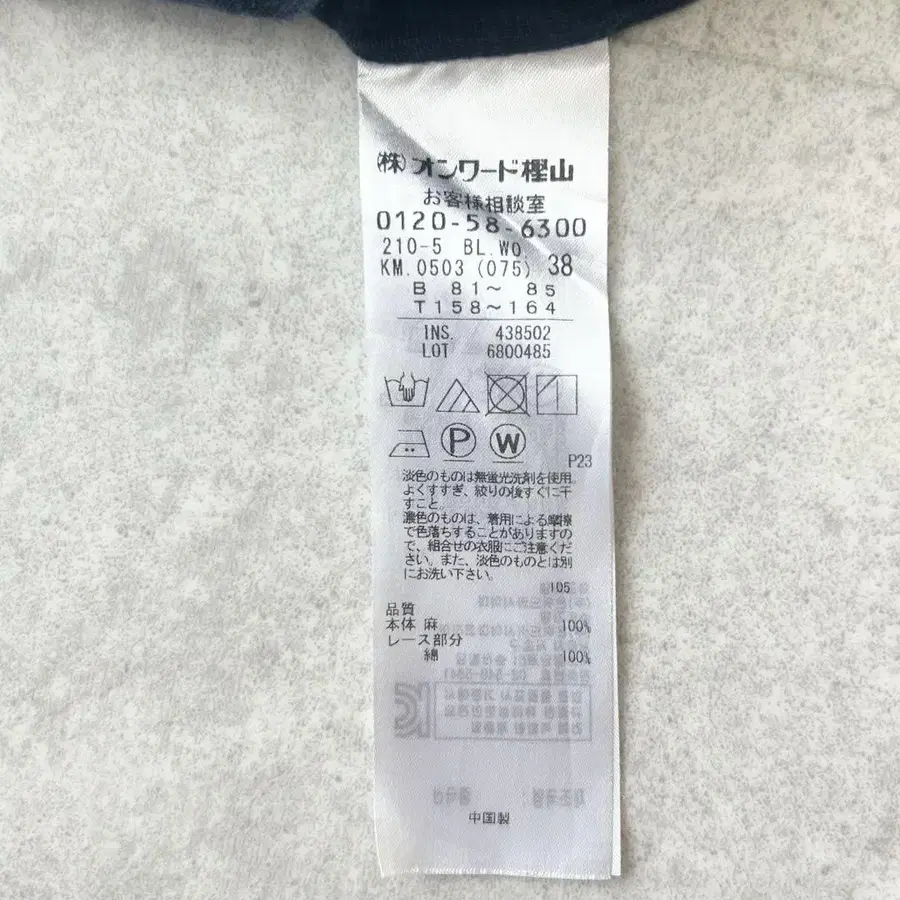 (株)オンワード樫山
お客様相談室
0120-58-6300
210-5 BL.WO.
KM.0503 (075) 38
B 81～ 85
T158～164
INS. 438502
LOT 6800485
P W
P23
淡色のものは無蛍光洗剤を使用。
よくすすぎ、絞りの後すぐに干
すこと。
濃色のものは、着用による摩擦
で色落ちすることがありますの
で、組合せの衣服にご注意くだ
さい。また、淡色のものとは別
にお洗い下さい。
105
品質
本体 麻 100%
レース部分
綿 100%
中国製